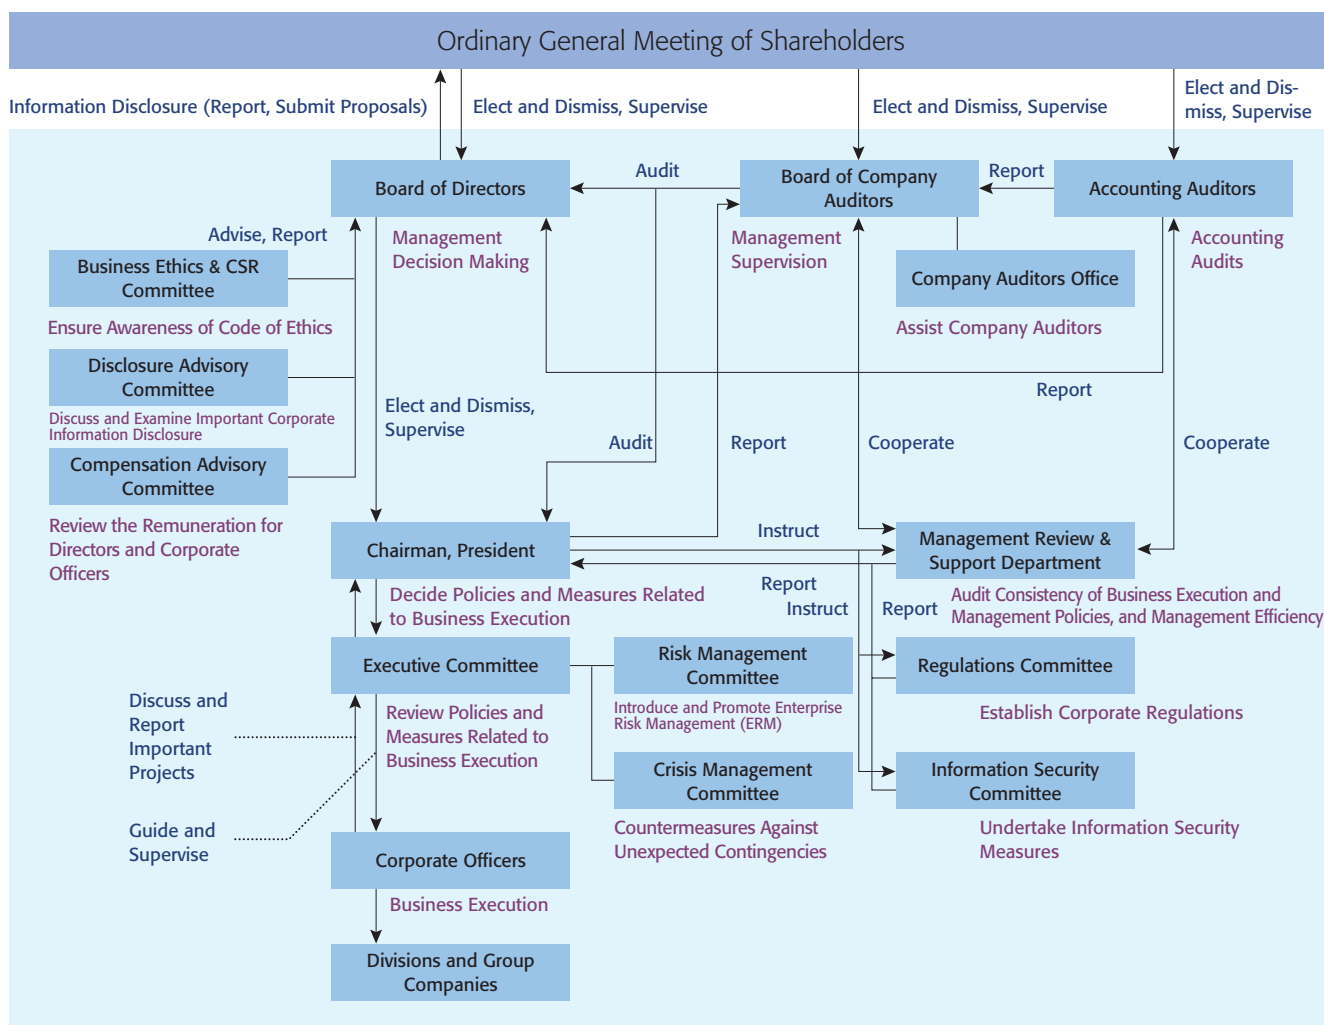 Ordinary General Meeting of Shareholders
Information Disclosure (Report, Submit Proposals)
Elect and Dismiss, Supervise
Elect and Dismiss, Supervise
Elect and Dis-
miss, Supervise
Board of Directors
Audit
Board of Company
Auditors
Report
Accounting Auditors
Advise, Report
Management
Decision Making
Management
Supervision
Accounting
Audits
Business Ethics & CSR
Committee
Company Auditors Office
Ensure Awareness of Code of Ethics
Assist Company Auditors
Disclosure Advisory
Committee
Report
Discuss and Examine Important Corporate
Information Disclosure
Elect and Dismiss,
Supervise
Audit
Report
Cooperate
Cooperate
Compensation Advisory
Committee
Review the Remuneration for
Directors and Corporate
Officers
Chairman, President
Instruct
Management Review &
Support Department
Report
Decide Policies and Measures Related
to Business Execution
Instruct
Report
Audit Consistency of Business Execution and
Management Policies, and Management Efficiency
Executive Committee
Risk Management
Committee
Regulations Committee
Discuss and
Report
Important
Projects
Review Policies and
Measures Related to
Business Execution
Introduce and Promote Enterprise
Risk Management (ERM)
Establish Corporate Regulations
Crisis Management
Committee
Information Security
Committee
Guide and
Supervise
Countermeasures Against
Unexpected Contingencies
Undertake Information Security
Measures
Corporate Officers
Business Execution
Divisions and Group
Companies